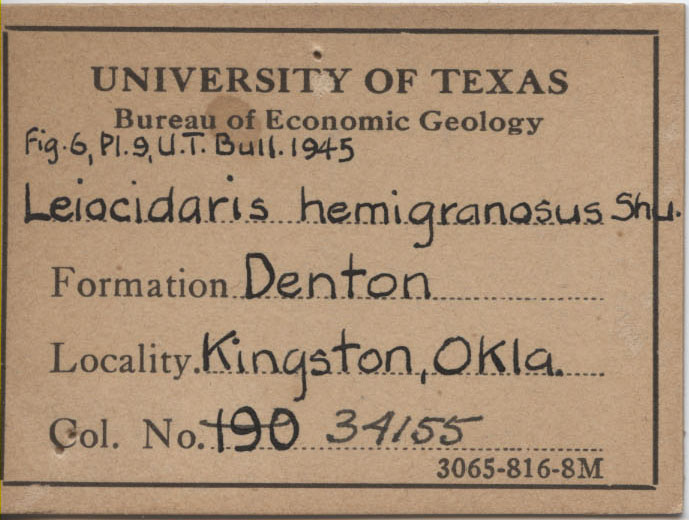 UNIVERSITY OF TEXAS
Bureau of Economic Geology
Fig.6, Pl.9, U.T. Bull. 1945
Leiocidaris hemigranosus Shu.
Formation Denton
Locality. Kingston, Okla.
Col. No. 190 34155
3065-816-8M